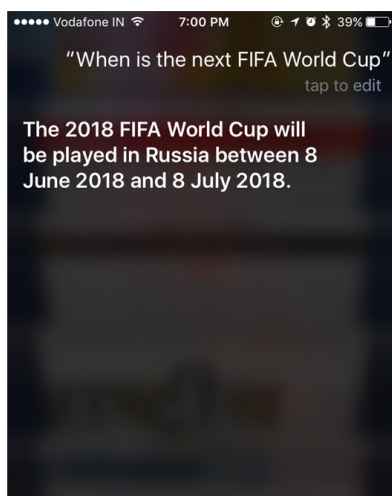 Vodafone IN 7:00 PM 39%
“When is the next FIFA World Cup”
tap to edit
The 2018 FIFA World Cup will
be played in Russia between 8
June 2018 and 8 July 2018.